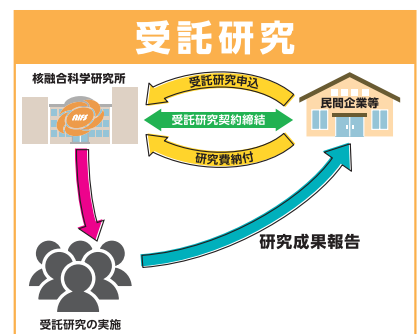 受託研究
核融合科学研究所
受託研究申込
民間企業等
NIFS
受託研究契約締結
研究費納付
研究成果報告
受託研究の実施